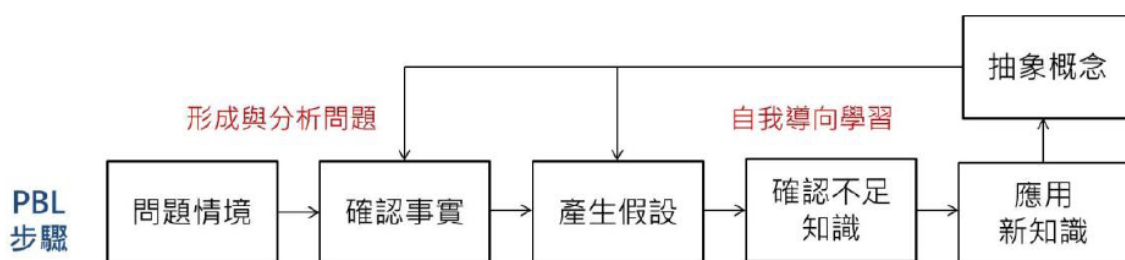 抽象概念
形成與分析問題
自我導向學習
PBL
步驟
問題情境
確認事實
產生假設
確認不足
知識
應用
新知識